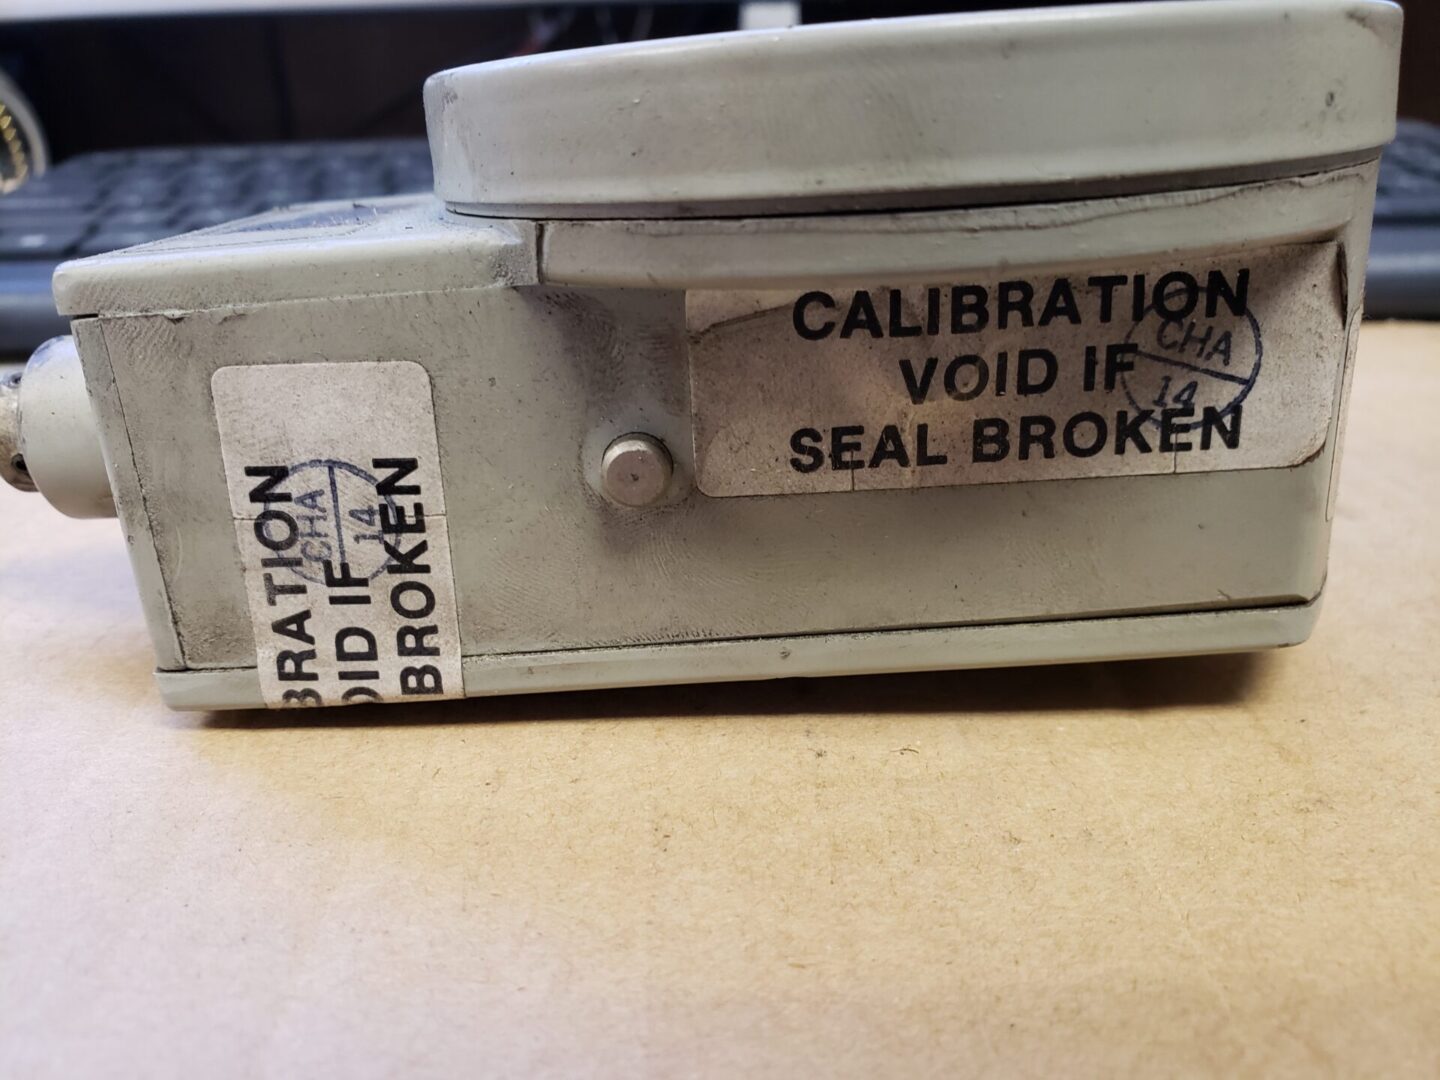 CALIBRATION
VOID IF
SEAL BROKEN
CHA
14
BRATION
OID IF
BROKEN
CHA
14